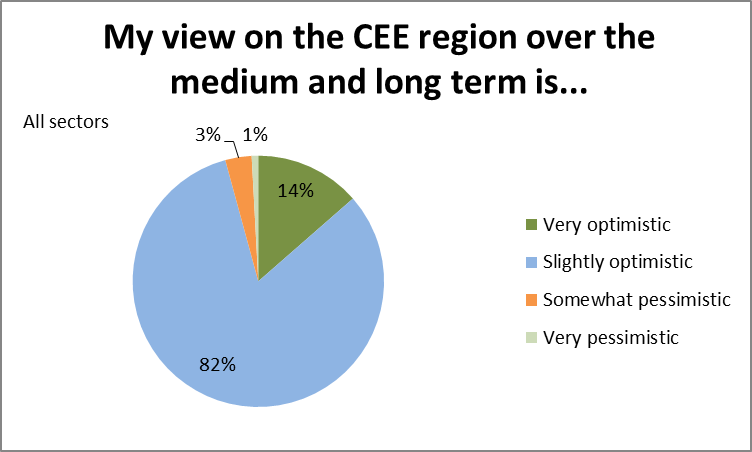 My view on the CEE region over the
medium and long term is...
All sectors
3%
1%
14%
82%
Very optimistic
Slightly optimistic
Somewhat pessimistic
Very pessimistic